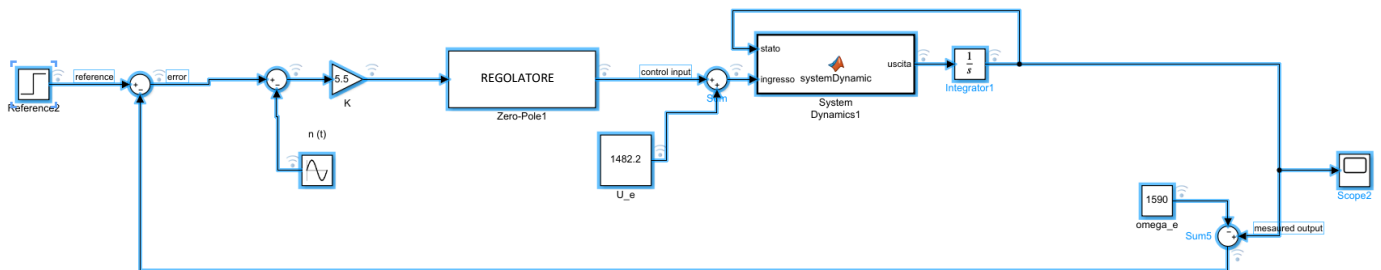 Reference2
reference
error
n (t)
5.5
K
REGOLATORE
Zero-Pole1
control input
Sum
1482.2
U_e
stato
ingresso
systemDynamic
uscita
System
Dynamics1
1
s
Integrator1
1590
omega_e
Sum5
mesaured output
Scope2